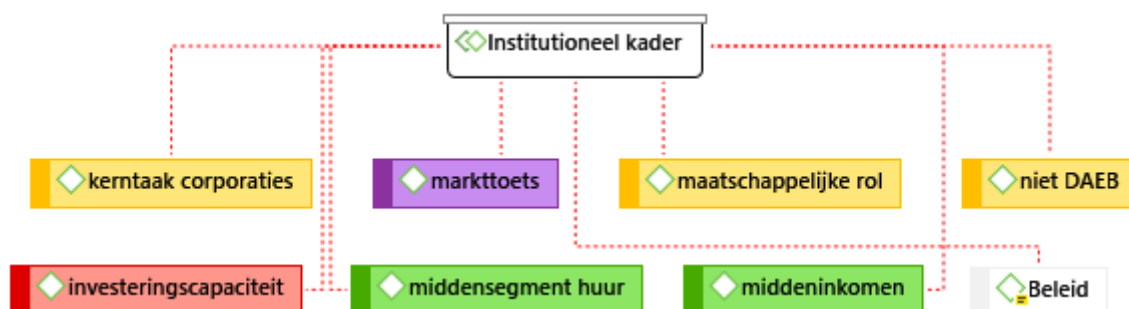 Institutioneel kader
kerntaak corporaties
markttoets
maatschappelijke rol
niet DAEB
investeringscapaciteit
middensegment huur
middeninkomen
Beleid